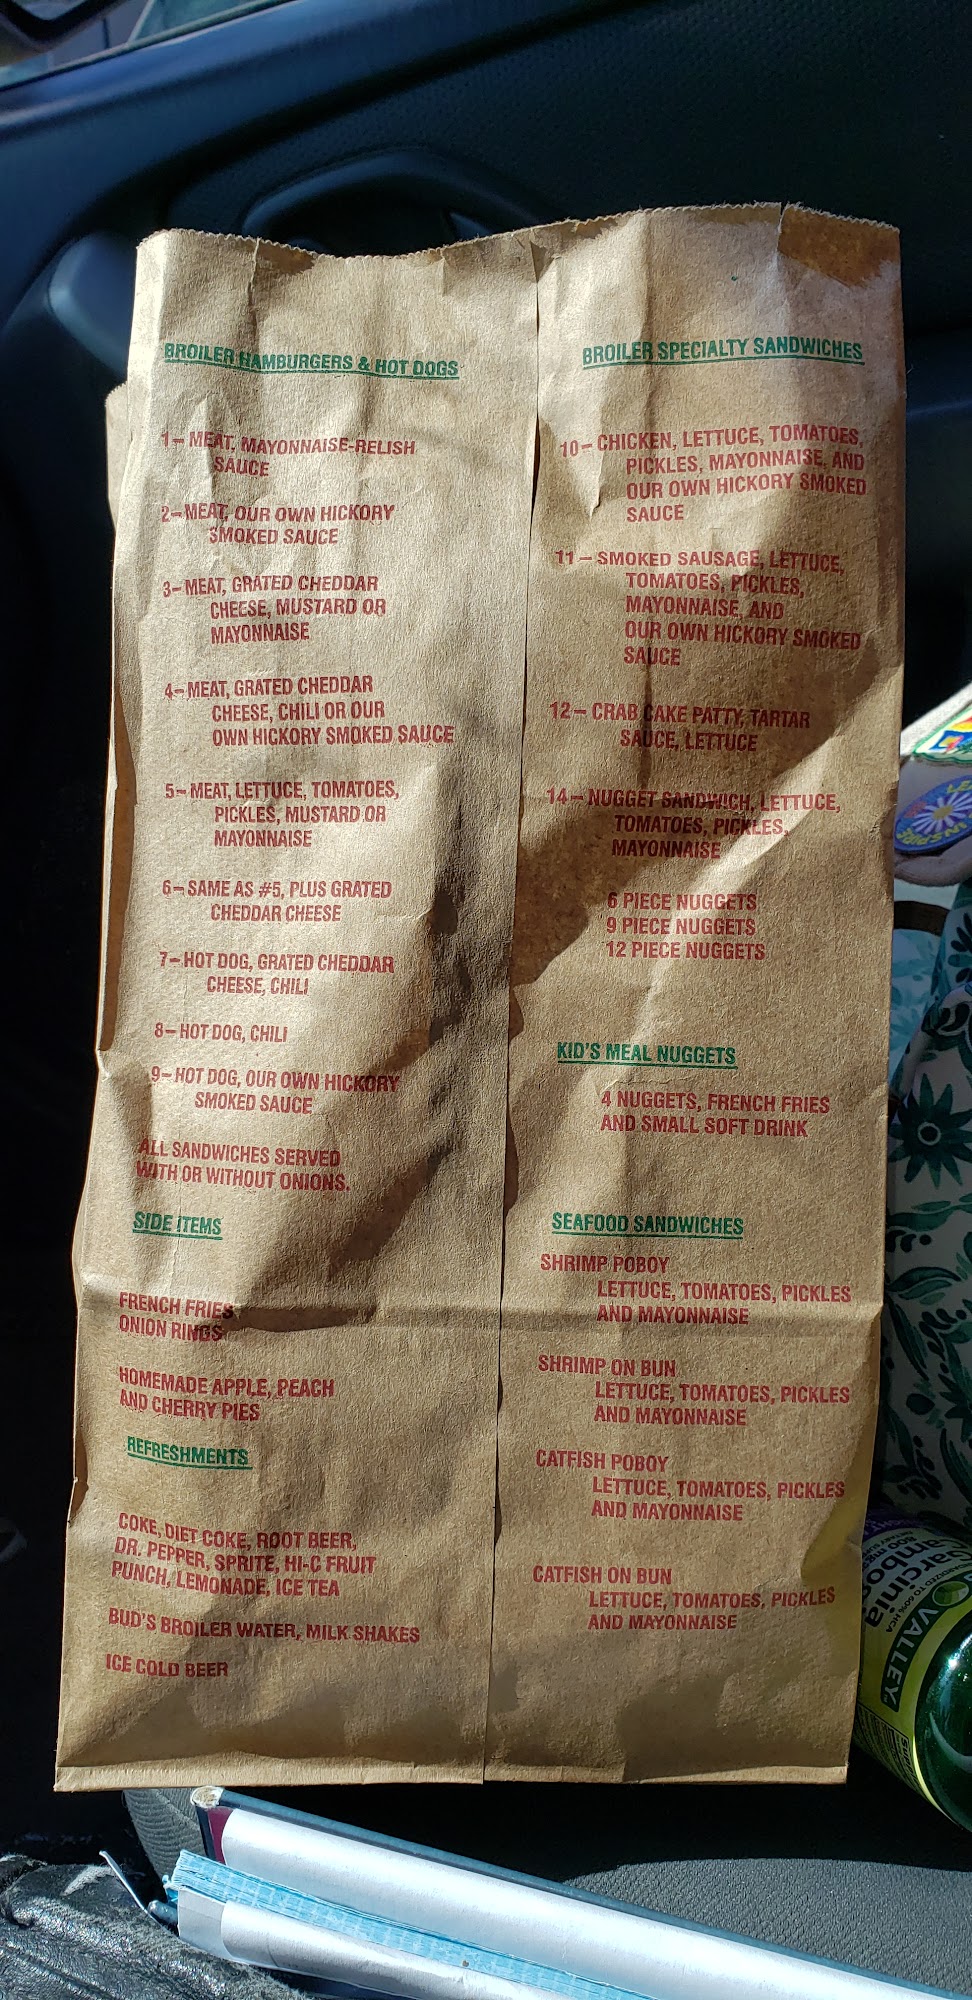 BROILER HAMBURGERS & HOT DOGS
1– MEAT, MAYONNAISE-RELISH
SAUCE
2–MEAT, OUR OWN HICKORY
SMOKED SAUCE
3–MEAT, GRATED CHEDDAR
CHEESE, MUSTARD OR
MAYONNAISE
4–MEAT, GRATED CHEDDAR
CHEESE, CHILI OR OUR
OWN HICKORY SMOKED SAUCE
5–MEAT, LETTUCE, TOMATOES,
PICKLES, MUSTARD OR
MAYONNAISE
6–SAME AS #5, PLUS GRATED
CHEDDAR CHEESE
7–HOT DOG, GRATED CHEDDAR
CHEESE, CHILI
8–HOT DOG, CHILI
9–HOT DOG, OUR OWN HICKORY
SMOKED SAUCE
ALL SANDWICHES SERVED
WITH OR WITHOUT ONIONS.
SIDE ITEMS
FRENCH FRIES
ONION RINGS
HOMEMADE APPLE, PEACH
AND CHERRY PIES
REFRESHMENTS
COKE, DIET COKE, ROOT BEER,
DR. PEPPER, SPRITE, HI-C FRUIT
PUNCH, LEMONADE, ICE TEA
BUD'S BROILER WATER, MILK SHAKES
ICE COLD BEER
BROILER SPECIALTY SANDWICHES
10– CHICKEN, LETTUCE, TOMATOES,
PICKLES, MAYONNAISE, AND
OUR OWN HICKORY SMOKED
SAUCE
11– SMOKED SAUSAGE, LETTUCE,
TOMATOES, PICKLES,
MAYONNAISE, AND
OUR OWN HICKORY SMOKED
SAUCE
12– CRAB CAKE PATTY, TARTAR
SAUCE, LETTUCE
14– NUGGET SANDWICH, LETTUCE,
TOMATOES, PICKLES,
MAYONNAISE
6 PIECE NUGGETS
9 PIECE NUGGETS
12 PIECE NUGGETS
KID'S MEAL NUGGETS
4 NUGGETS, FRENCH FRIES
AND SMALL SOFT DRINK
SEAFOOD SANDWICHES
SHRIMP POBOY
LETTUCE, TOMATOES, PICKLES
AND MAYONNAISE
SHRIMP ON BUN
LETTUCE, TOMATOES, PICKLES
AND MAYONNAISE
CATFISH POBOY
LETTUCE, TOMATOES, PICKLES
AND MAYONNAISE
CATFISH ON BUN
LETTUCE, TOMATOES, PICKLES
AND MAYONNAISE
VALLEY